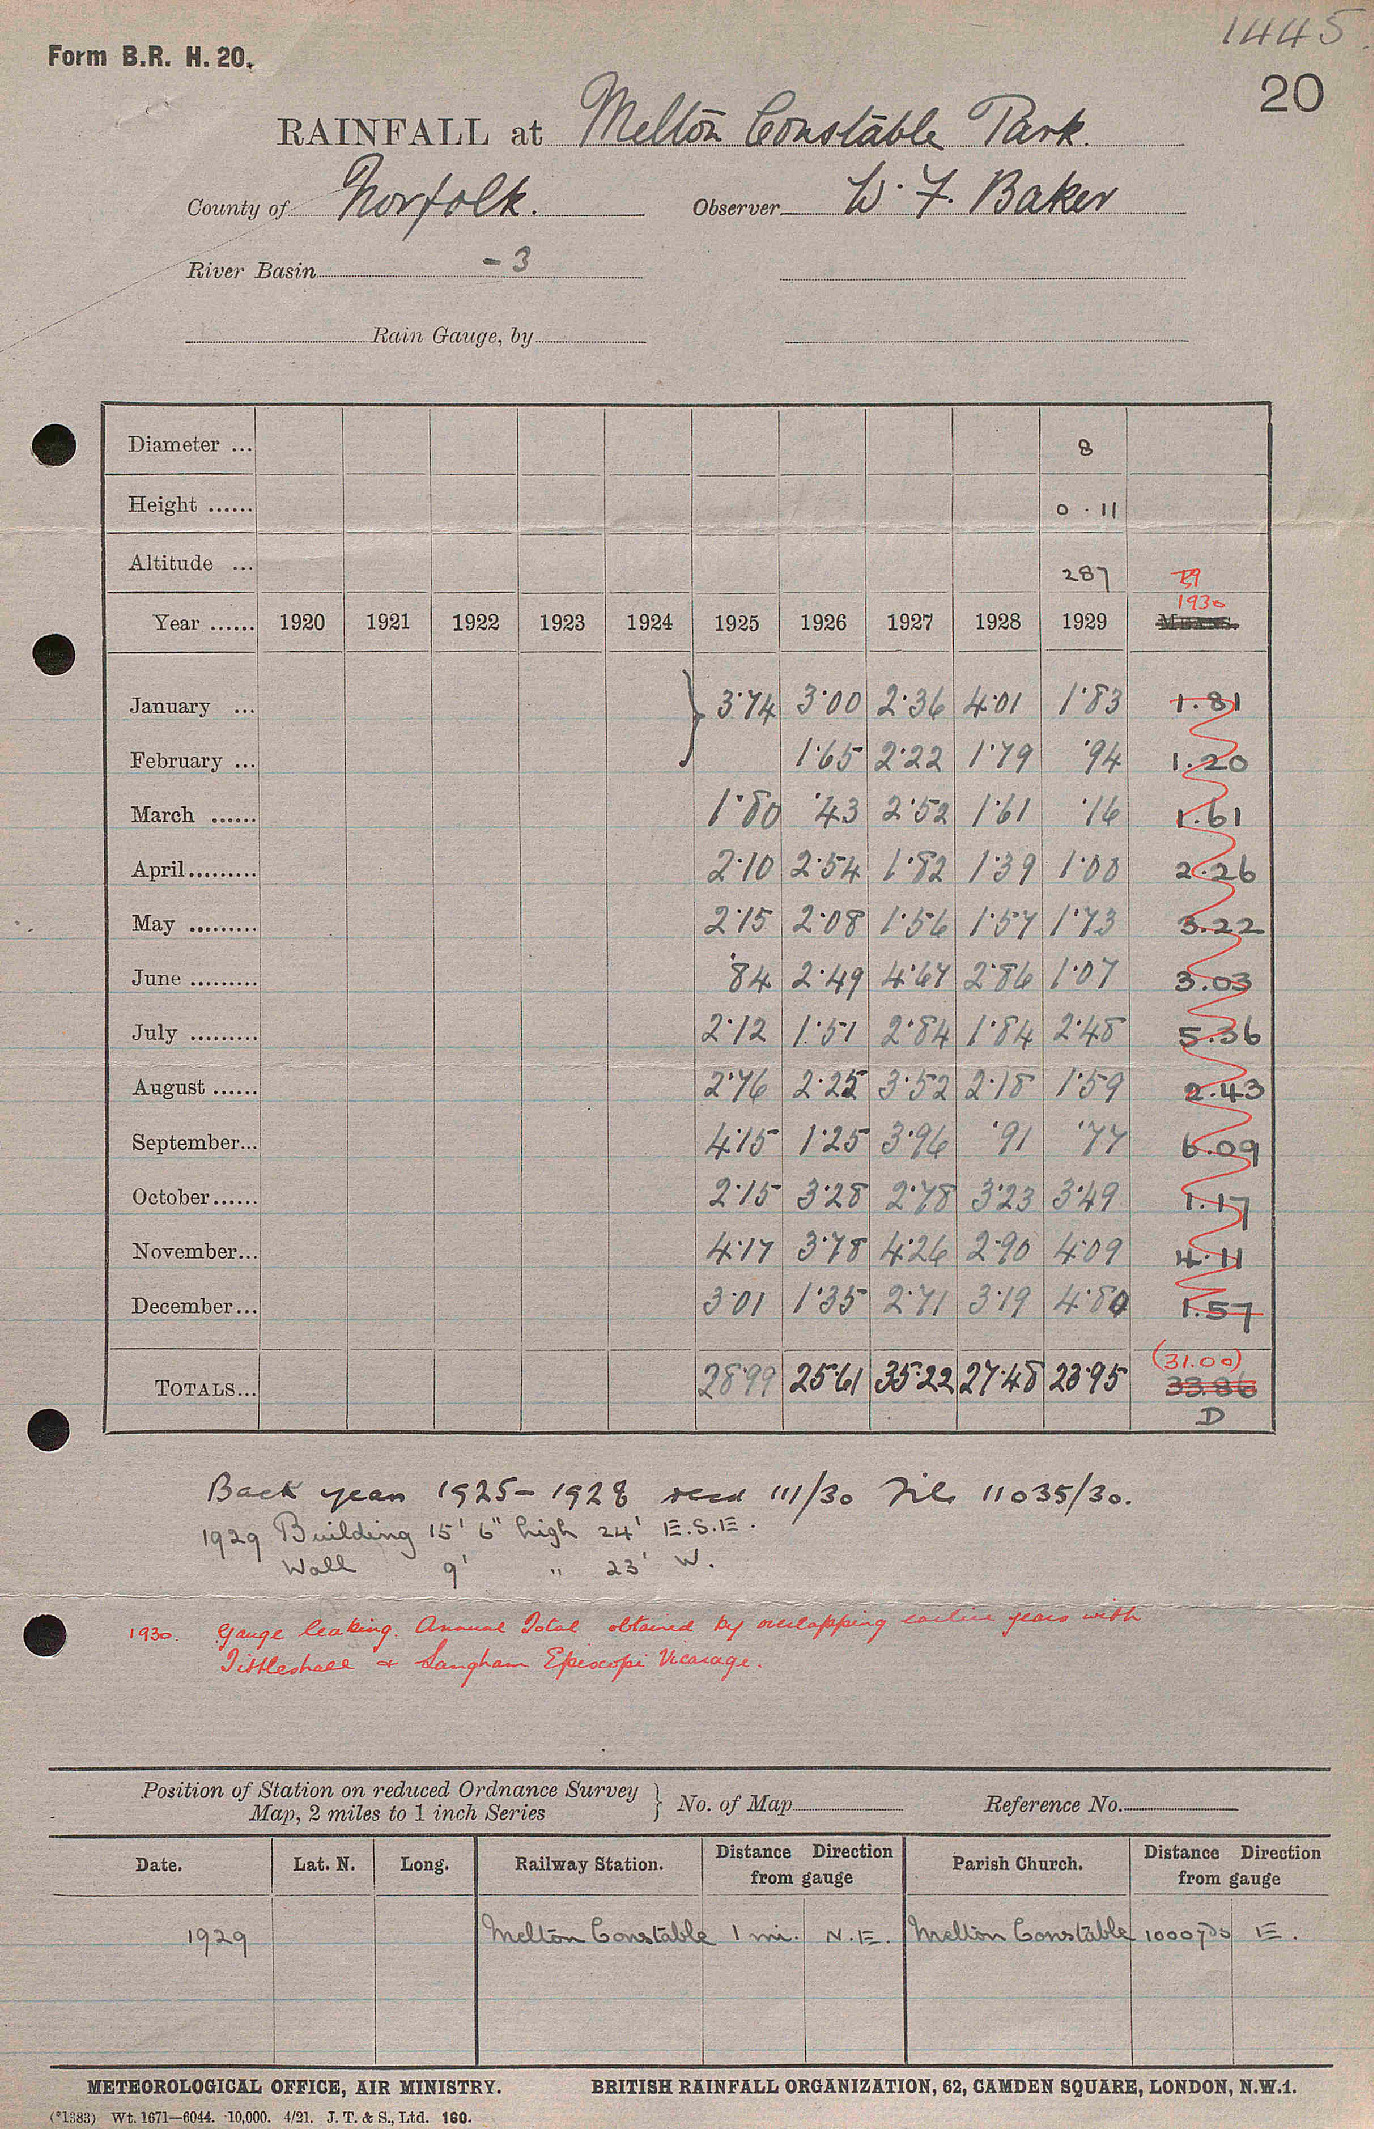 1445.
Form B.R. H. 20.
20
RAINFALL at Melton Constable Park.
County of Norfolk. Observer W. F. Baker
River Basin -3
Rain Gauge, by
Diameter ... 8
Height ...... 0.11
Altitude ... 287
Year ...... 1920 1921 1922 1923 1924 1925 1926 1927 1928 1929 1930 MEANS.
January ... } 3.74 3.00 2.36 4.01 1.83 1.81
February ... 1.65 2.22 1.79 .94 1.20
March ...... 1.80 .43 2.52 1.61 .16 1.61
April......... 2.10 2.54 1.82 1.39 1.00 2.26
May ......... 2.15 2.08 1.56 1.57 1.73 3.22
June ......... .84 2.49 4.67 2.86 1.07 3.03
July ......... 2.12 1.51 2.84 1.84 2.48 5.36
August ...... 2.76 2.25 3.52 2.18 1.59 2.43
September... 4.15 1.25 3.96 .91 .77 6.09
October...... 2.15 3.28 2.78 3.23 3.49 1.17
November... 4.17 3.78 4.26 2.90 4.09 4.11
December... 3.01 1.35 2.71 3.19 4.80 1.57
(31.00)
TOTALS... 28.99 25.61 35.22 27.48 23.95 33.86
D
Back years 1925-1928 recd 111/30 File 11035/30.
1929 Building 15' 6" high 24' E.S.E.
Wall 9' " 23' W.
1930. Gauge leaking. Annual Total obtained by overlapping earlier years with
Tittleshall & Langham Episcopi Vicarage.
Position of Station on reduced Ordnance Survey
Map, 2 miles to 1 inch Series } No. of Map Reference No.
Date. Lat. N. Long. Railway Station. Distance from gauge Direction Parish Church. Distance from gauge Direction
1929 Melton Constable 1 mi. N.E. Melton Constable 1000 yds E.
METEOROLOGICAL OFFICE, AIR MINISTRY. BRITISH RAINFALL ORGANIZATION, 62, CAMDEN SQUARE, LONDON, N.W.1.
(*1383) Wt. 1671—6044. 10,000. 4/21. J. T. & S., Ltd. 160.